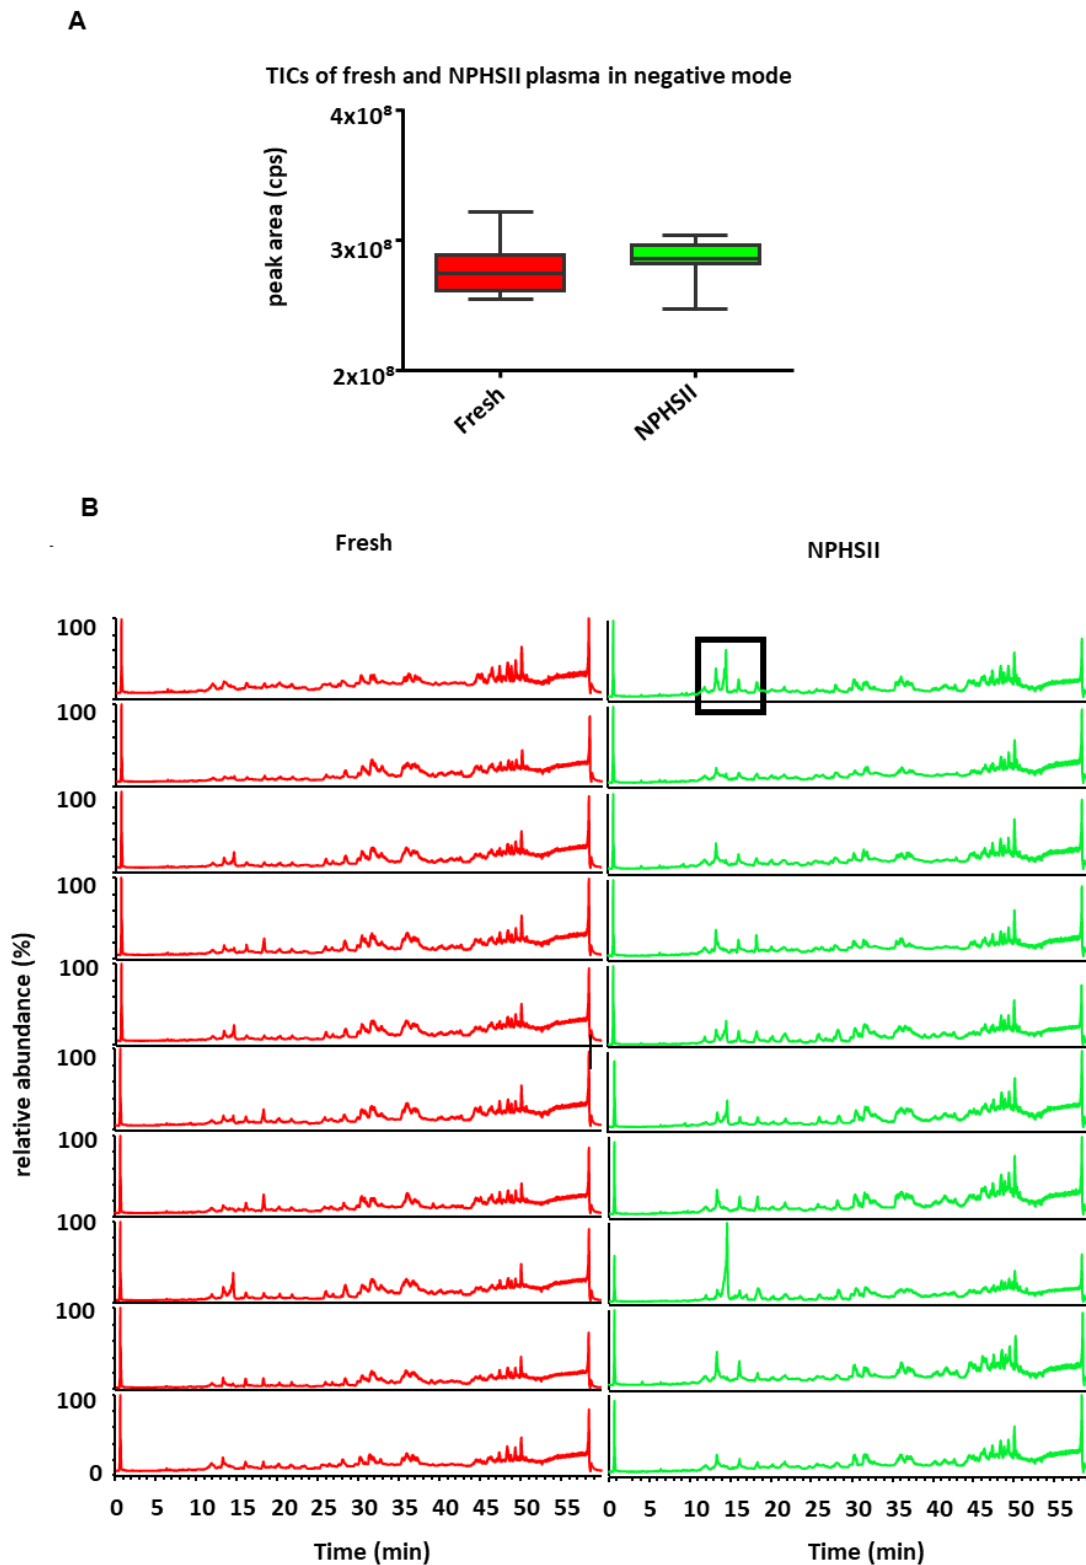 A
TICs of fresh and NPHSII plasma in negative mode
4x10⁸
3x10⁸
2x10⁸
peak area (cps)
Fresh
NPHSII
B
Fresh
NPHSII
100
100
100
100
100
100
100
100
100
100
0
relative abundance (%)
0 5 10 15 20 25 30 35 40 45 50 55
0 5 10 15 20 25 30 35 40 45 50 55
Time (min)
Time (min)